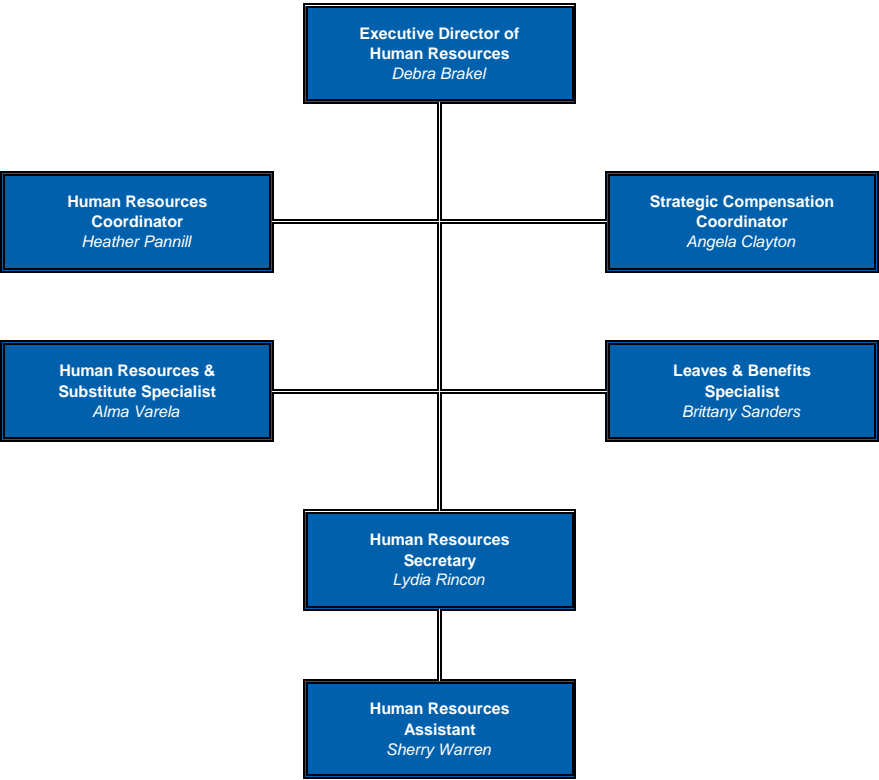 Executive Director of
Human Resources
Debra Brakel
Human Resources
Coordinator
Heather Pannill
Strategic Compensation
Coordinator
Angela Clayton
Human Resources &
Substitute Specialist
Alma Varela
Leaves & Benefits
Specialist
Brittany Sanders
Human Resources
Secretary
Lydia Rincon
Human Resources
Assistant
Sherry Warren